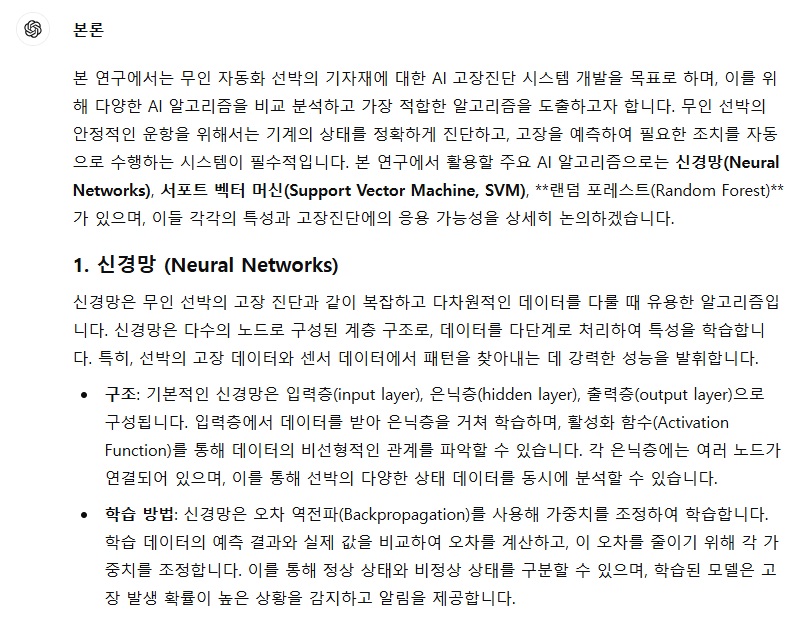 본론
본 연구에서는 무인 자동화 선박의 기자재에 대한 AI 고장진단 시스템 개발을 목표로 하며, 이를 위
해 다양한 AI 알고리즘을 비교 분석하고 가장 적합한 알고리즘을 도출하고자 합니다. 무인 선박의
안정적인 운항을 위해서는 기계의 상태를 정확하게 진단하고, 고장을 예측하여 필요한 조치를 자동
으로 수행하는 시스템이 필수적입니다. 본 연구에서 활용할 주요 AI 알고리즘으로는 신경망(Neural
Networks), 서포트 벡터 머신(Support Vector Machine, SVM), **랜덤 포레스트(Random Forest)**
가 있으며, 이들 각각의 특성과 고장진단에의 응용 가능성을 상세히 논의하겠습니다.
1. 신경망 (Neural Networks)
신경망은 무인 선박의 고장 진단과 같이 복잡하고 다차원적인 데이터를 다룰 때 유용한 알고리즘입
니다. 신경망은 다수의 노드로 구성된 계층 구조로, 데이터를 다단계로 처리하여 특성을 학습합니
다. 특히, 선박의 고장 데이터와 센서 데이터에서 패턴을 찾아내는 데 강력한 성능을 발휘합니다.
• 구조: 기본적인 신경망은 입력층(input layer), 은닉층(hidden layer), 출력층(output layer)으로
구성됩니다. 입력층에서 데이터를 받아 은닉층을 거쳐 학습하며, 활성화 함수(Activation
Function)를 통해 데이터의 비선형적인 관계를 파악할 수 있습니다. 각 은닉층에는 여러 노드가
연결되어 있으며, 이를 통해 선박의 다양한 상태 데이터를 동시에 분석할 수 있습니다.
• 학습 방법: 신경망은 오차 역전파(Backpropagation)를 사용해 가중치를 조정하여 학습합니다.
학습 데이터의 예측 결과와 실제 값을 비교하여 오차를 계산하고, 이 오차를 줄이기 위해 각 가
중치를 조정합니다. 이를 통해 정상 상태와 비정상 상태를 구분할 수 있으며, 학습된 모델은 고
장 발생 확률이 높은 상황을 감지하고 알림을 제공합니다.